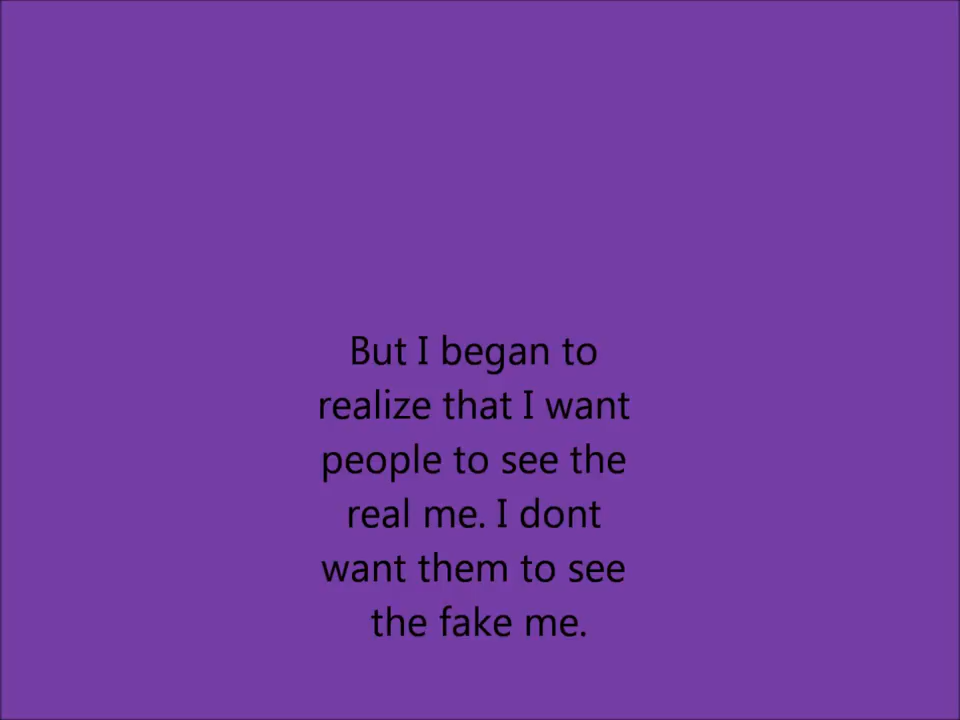 But I began to
realize that I want
people to see the
real me. I dont
want them to see
the fake me.